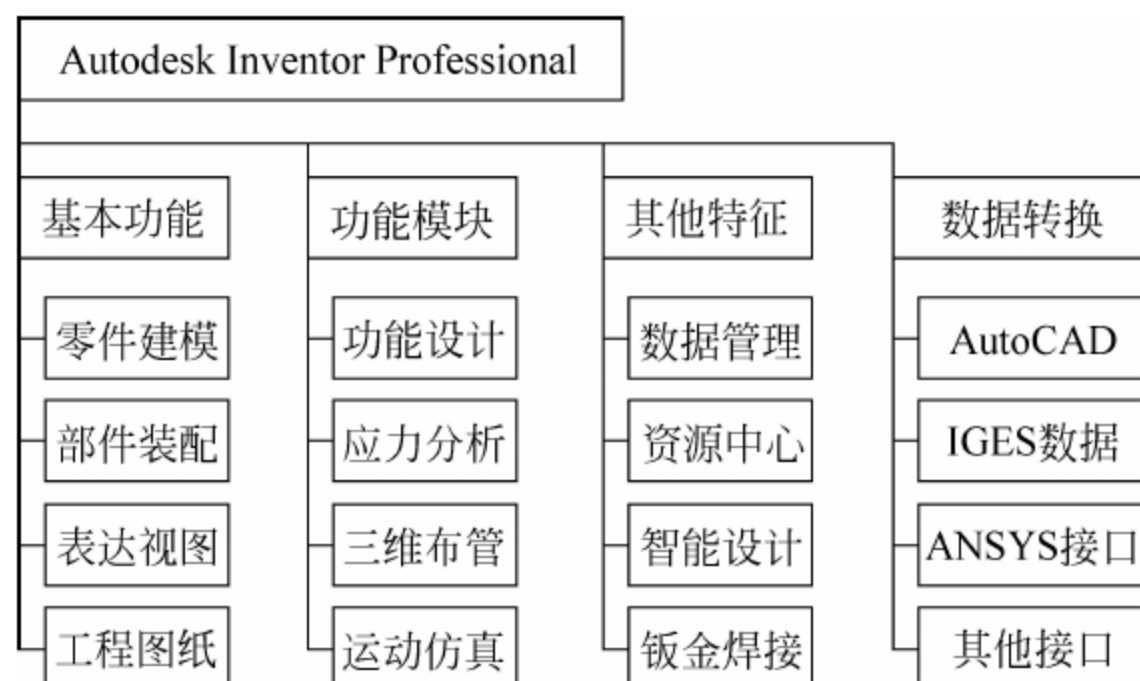 Autodesk Inventor Professional
基本功能
功能模块
其他特征
数据转换
零件建模
功能设计
数据管理
AutoCAD
部件装配
应力分析
资源中心
IGES数据
表达视图
三维布管
智能设计
ANSYS接口
工程图纸
运动仿真
钣金焊接
其他接口